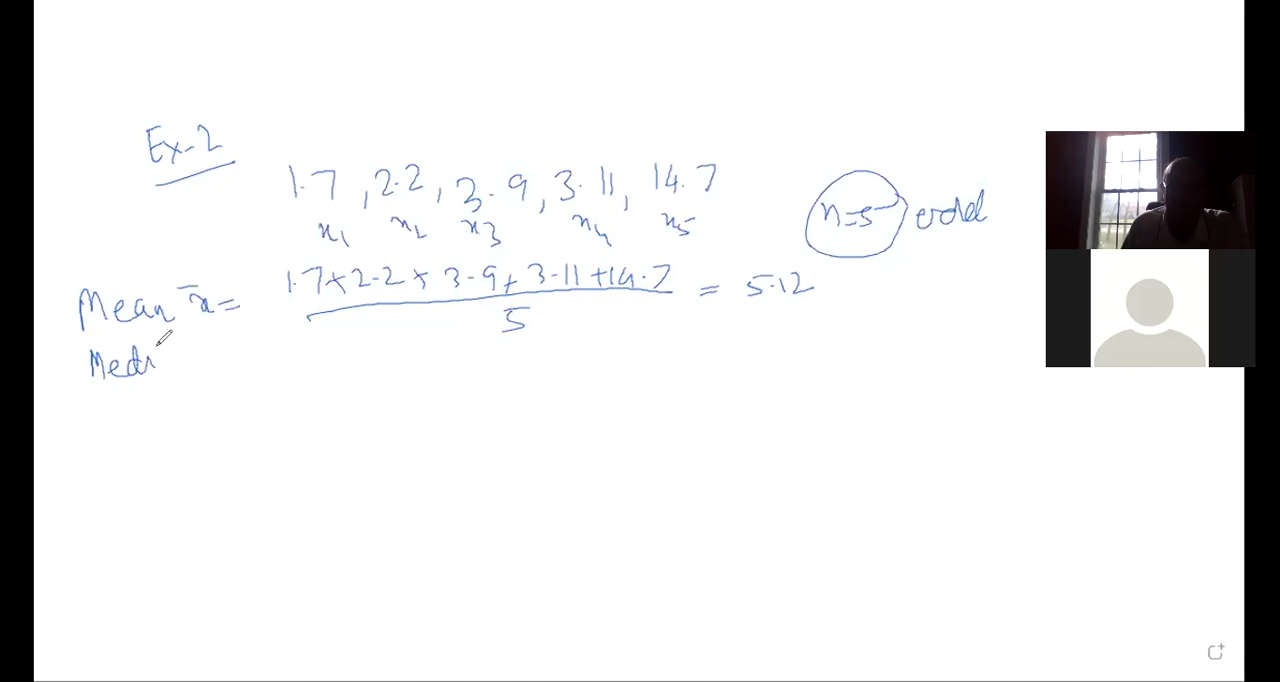 Ex-2
1.7, 2.2, 3.9, 3.11, 14.7
x1 x2 x3 x4 x5
n=5 odd
Mean x̄ = 1.7+2.2+3.9+3.11+14.7 / 5 = 5.12
Medi